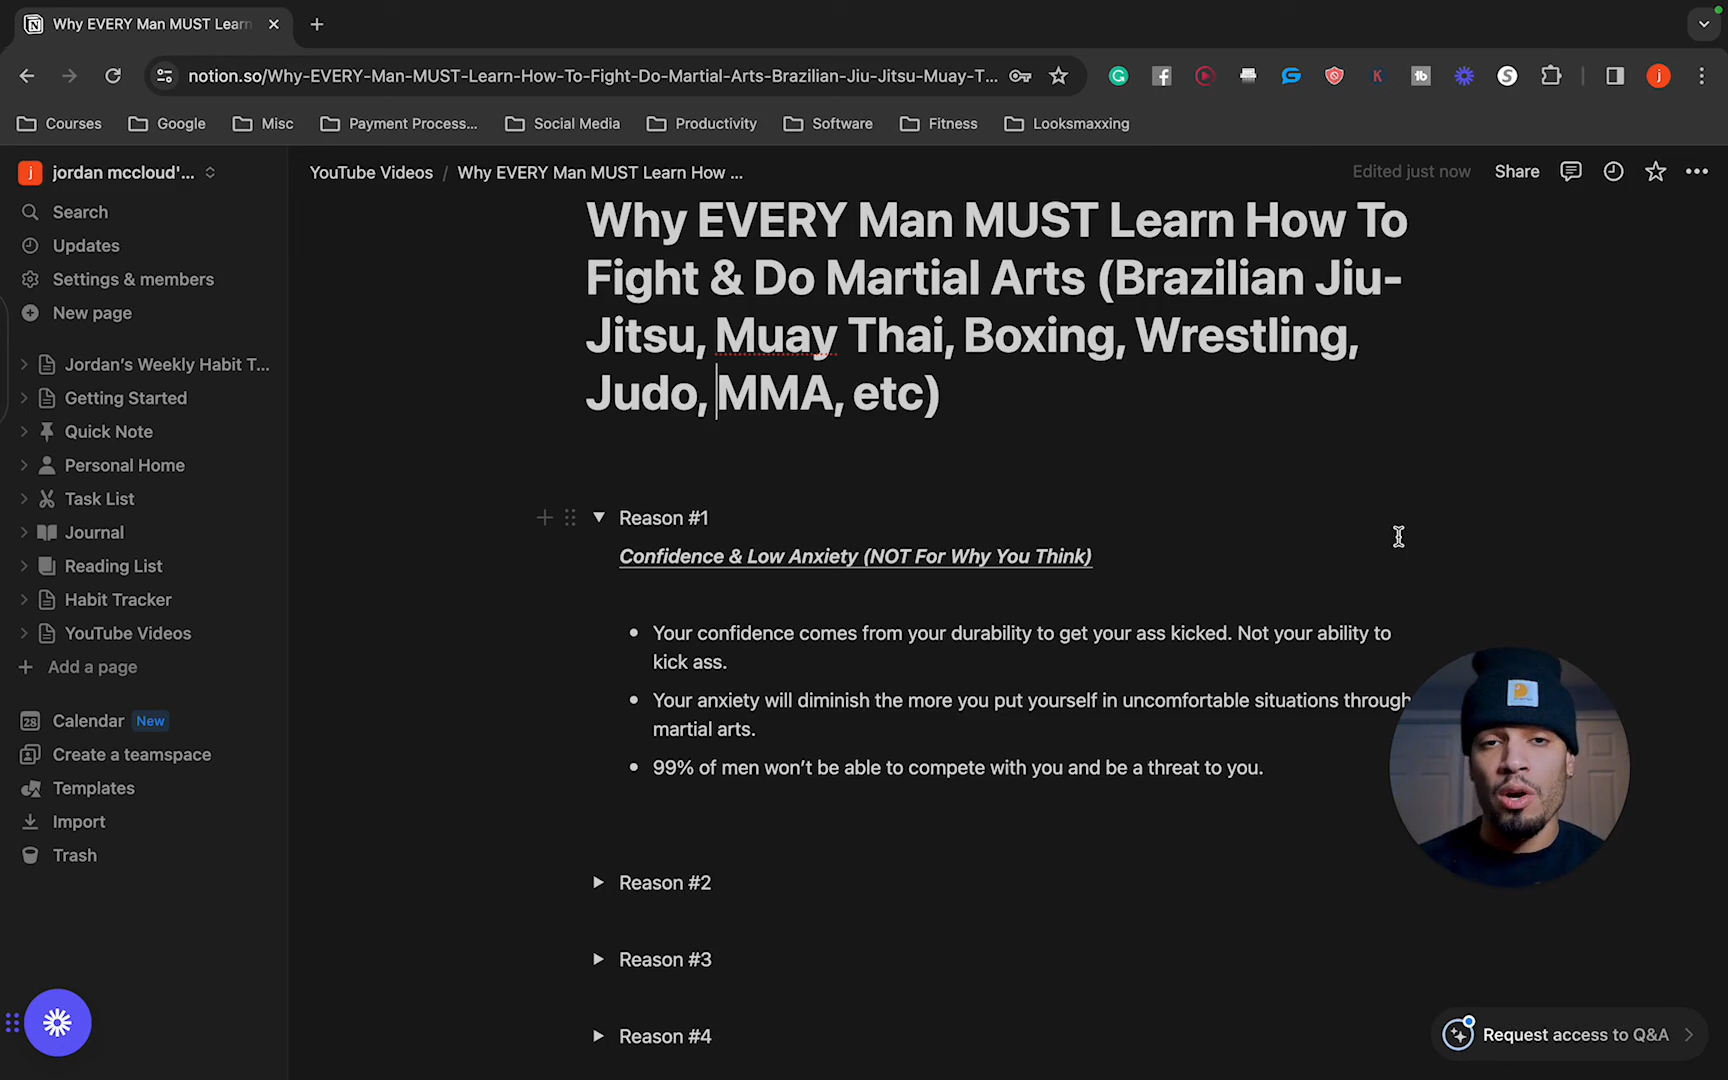 Why EVERY Man MUST Learn
notion.so/Why-EVERY-Man-MUST-Learn-How-To-Fight-Do-Martial-Arts-Brazilian-Jiu-Jitsu-Muay-T...
j
Courses
Google
Misc
Payment Process...
Social Media
Productivity
Software
Fitness
Looksmaxxing
j
jordan mccloud'...
Search
Updates
Settings & members
New page
Jordan's Weekly Habit T...
Getting Started
Quick Note
Personal Home
Task List
Journal
Reading List
Habit Tracker
YouTube Videos
Add a page
28
Calendar New
Create a teamspace
Templates
Import
Trash
YouTube Videos / Why EVERY Man MUST Learn How ...
Edited just now
Share
Why EVERY Man MUST Learn How To
Fight & Do Martial Arts (Brazilian Jiu-
Jitsu, Muay Thai, Boxing, Wrestling,
Judo, MMA, etc)
Reason #1
Confidence & Low Anxiety (NOT For Why You Think)
• Your confidence comes from your durability to get your ass kicked. Not your ability to
kick ass.
• Your anxiety will diminish the more you put yourself in uncomfortable situations through
martial arts.
• 99% of men won't be able to compete with you and be a threat to you.
Reason #2
Reason #3
Reason #4
Request access to Q&A